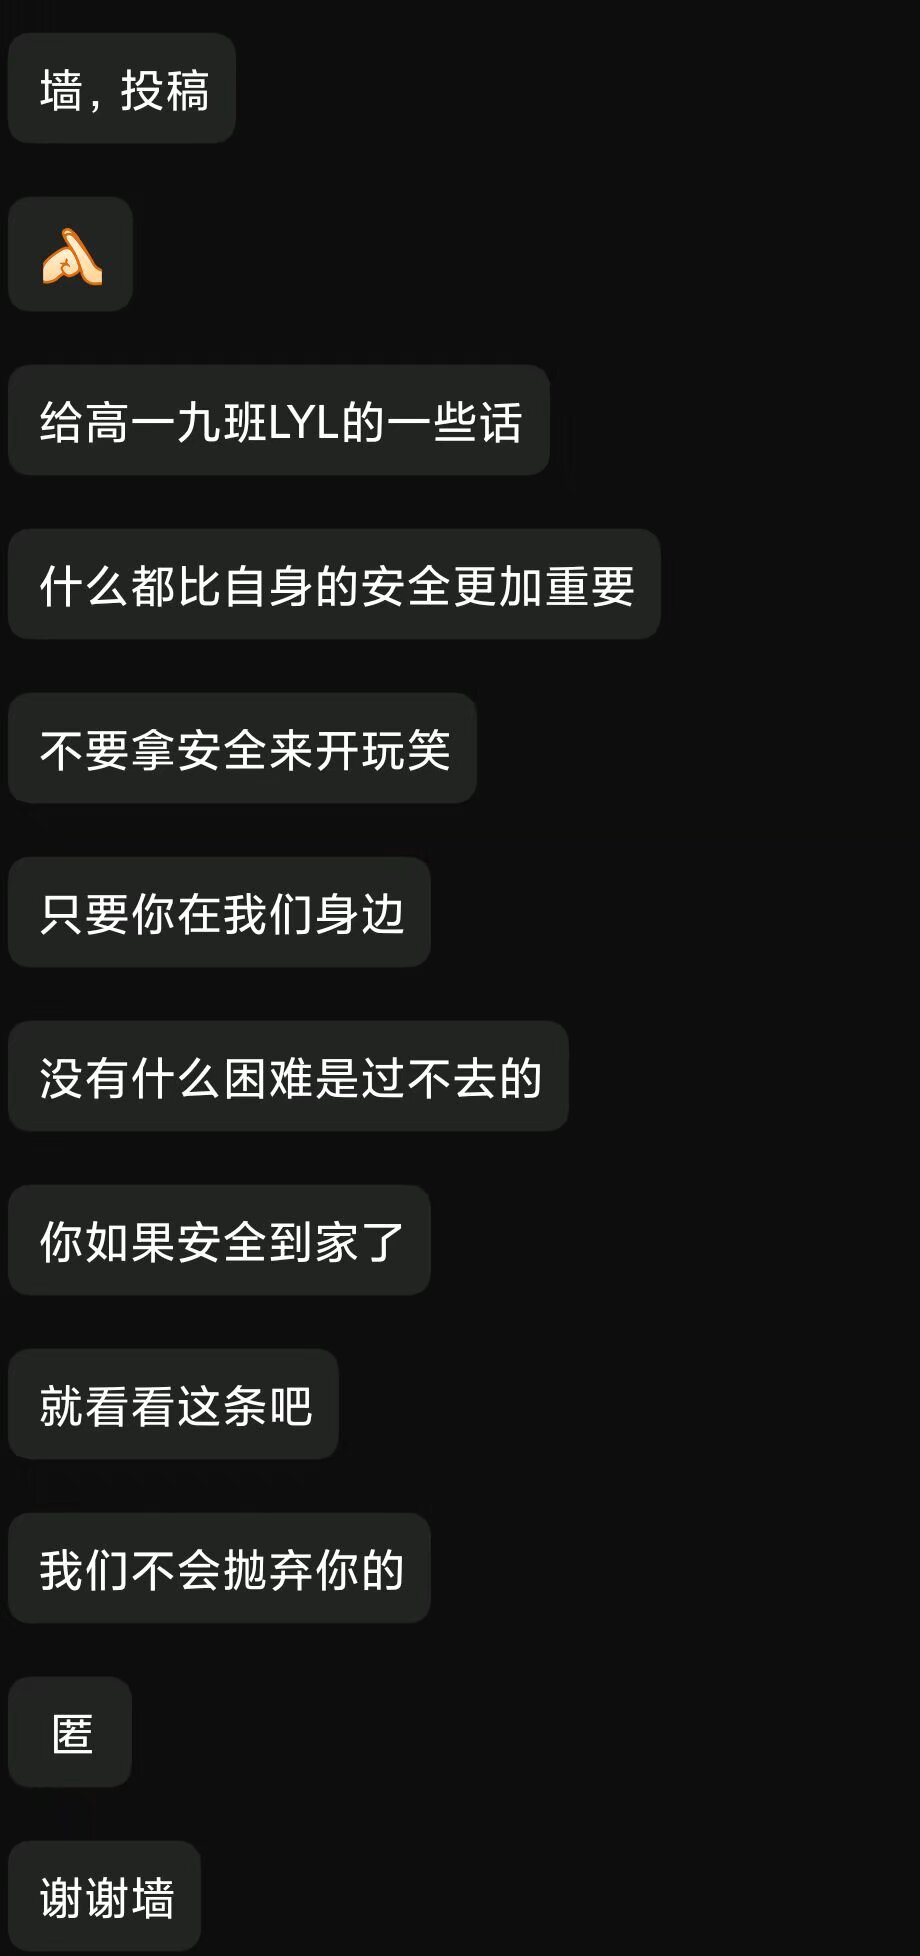 墙，投稿
给高一九班LYL的一些话
什么都比自身的安全更加重要
不要拿安全来开玩笑
只要你在我们身边
没有什么困难是过不去的
你如果安全到家了
就看看这条吧
我们不会抛弃你的
匿
谢谢墙